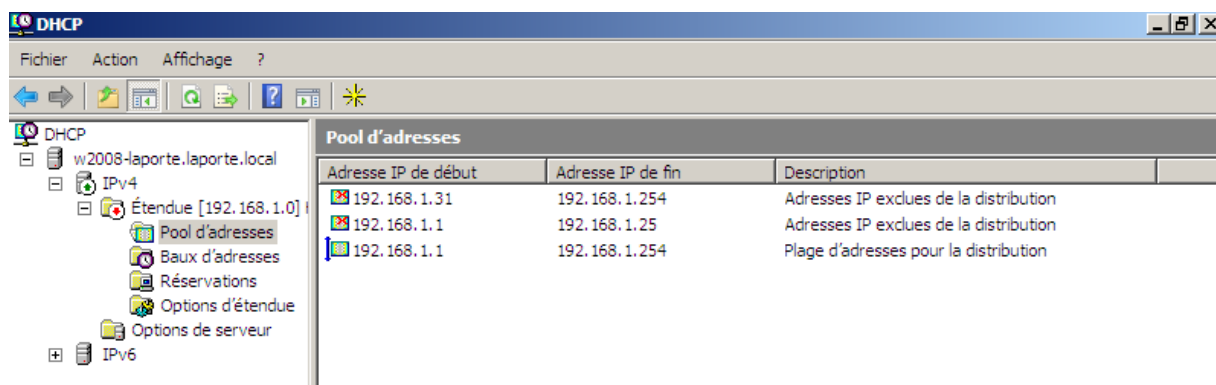 DHCP
Fichier Action Affichage ?
DHCP
w2008-laporte.laporte.local
IPv4
Étendue [192.168.1.0]
Pool d'adresses
Baux d'adresses
Réservations
Options d'étendue
Options de serveur
IPv6
Pool d'adresses
Adresse IP de début Adresse IP de fin Description
192.168.1.31 192.168.1.254 Adresses IP exclues de la distribution
192.168.1.1 192.168.1.25 Adresses IP exclues de la distribution
192.168.1.1 192.168.1.254 Plage d'adresses pour la distribution